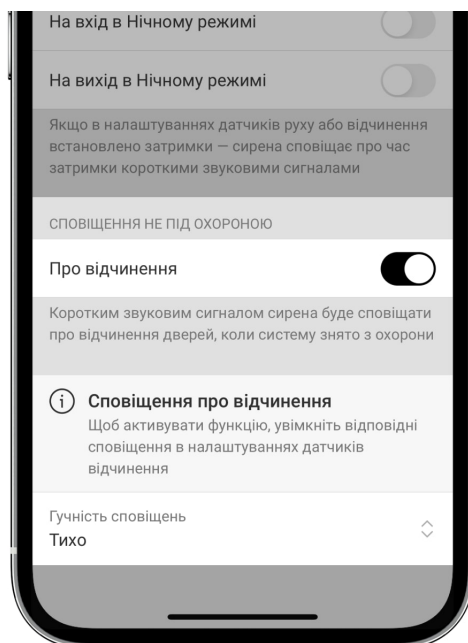 На вхід в Нічному режимі
На вихід в Нічному режимі
Якщо в налаштуваннях датчиків руху або відчинення
встановлено затримки — сирена сповіщає про час
затримки короткими звуковими сигналами
СПОВІЩЕННЯ НЕ ПІД ОХОРОНОЮ
Про відчинення
Коротким звуковим сигналом сирена буде сповіщати
про відчинення дверей, коли систему знято з охорони
Сповіщення про відчинення
Щоб активувати функцію, увімкніть відповідні
сповіщення в налаштуваннях датчиків
відчинення
Гучність сповіщень
Тихо